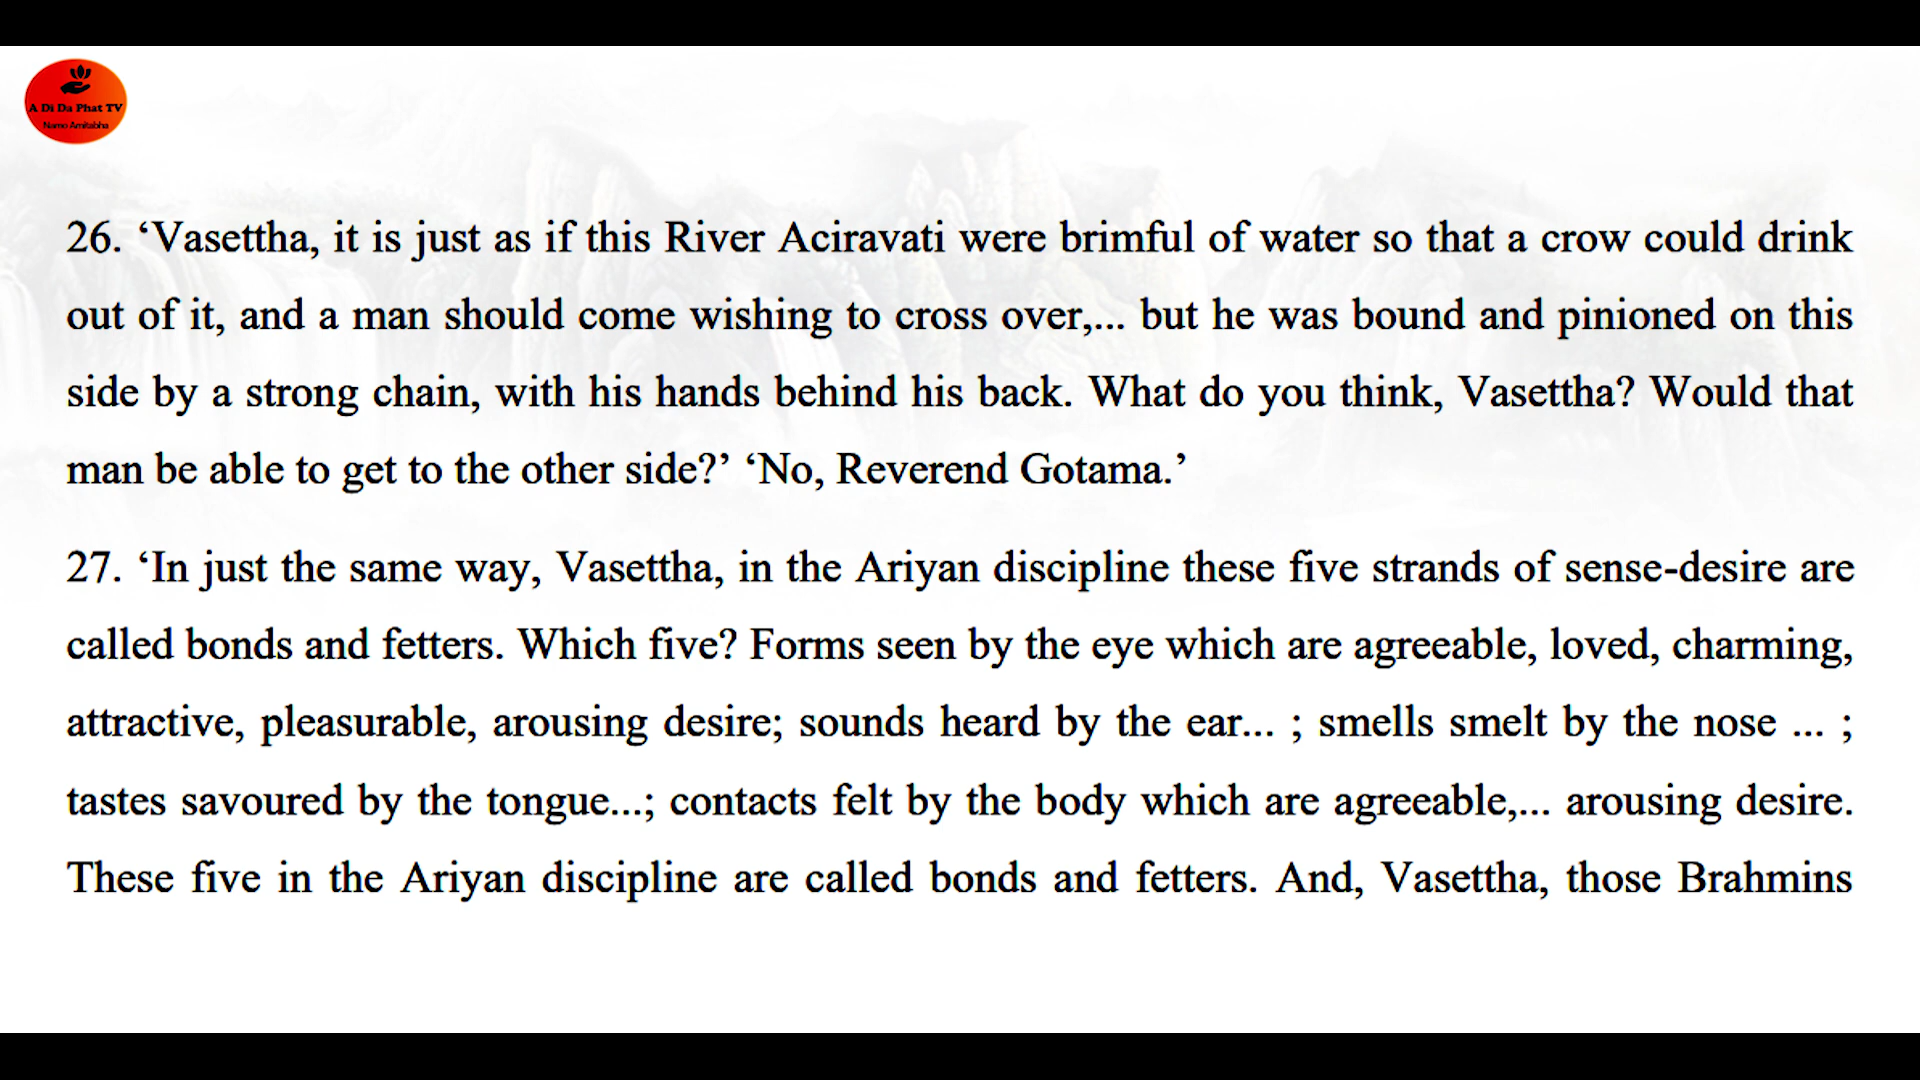 A Di Da Phat TV
Namo Amitabha
26. ‘Vasettha, it is just as if this River Aciravati were brimful of water so that a crow could drink
out of it, and a man should come wishing to cross over,... but he was bound and pinioned on this
side by a strong chain, with his hands behind his back. What do you think, Vasettha? Would that
man be able to get to the other side?’ ‘No, Reverend Gotama.’
27. ‘In just the same way, Vasettha, in the Ariyan discipline these five strands of sense-desire are
called bonds and fetters. Which five? Forms seen by the eye which are agreeable, loved, charming,
attractive, pleasurable, arousing desire; sounds heard by the ear... ; smells smelt by the nose ... ;
tastes savoured by the tongue...; contacts felt by the body which are agreeable,... arousing desire.
These five in the Ariyan discipline are called bonds and fetters. And, Vasettha, those Brahmins